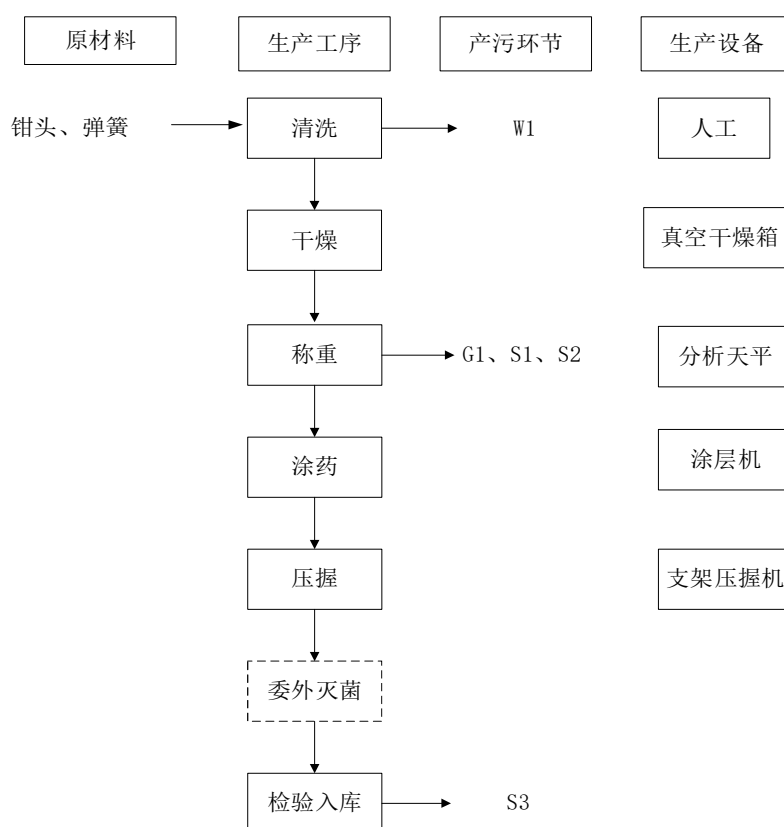 原材料 生产工序 产污环节 生产设备
钳头、弹簧 清洗 W1 人工
干燥 真空干燥箱
称重 G1、S1、S2 分析天平
涂药 涂层机
压握 支架压握机
委外灭菌
检验入库 S3